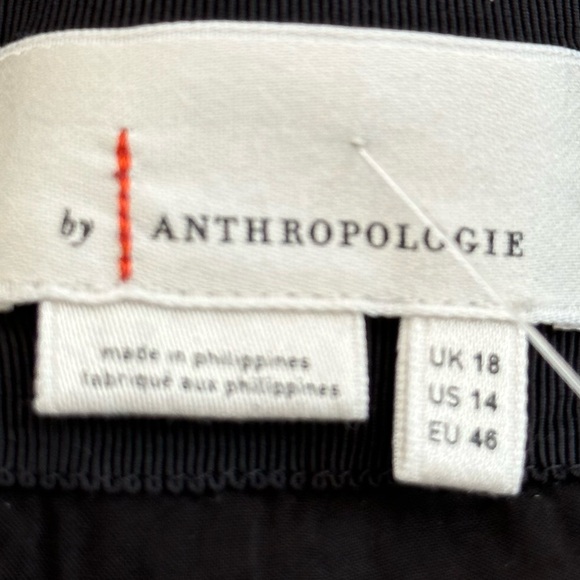 by ANTHROPOLOGIE
made in philippines
fabriqué aux philippines
UK 18
US 14
EU 46